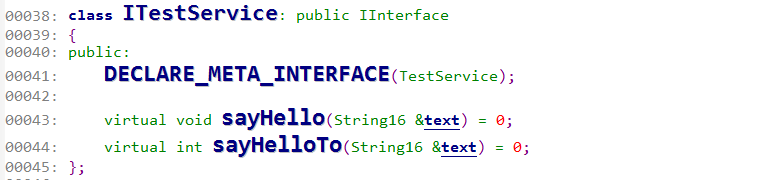 00038: class ITestService: public IInterface
00039: {
00040: public:
00041:     DECLARE_META_INTERFACE(TestService);
00042:
00043:     virtual void sayHello(String16 &text) = 0;
00044:     virtual int sayHelloTo(String16 &text) = 0;
00045: };